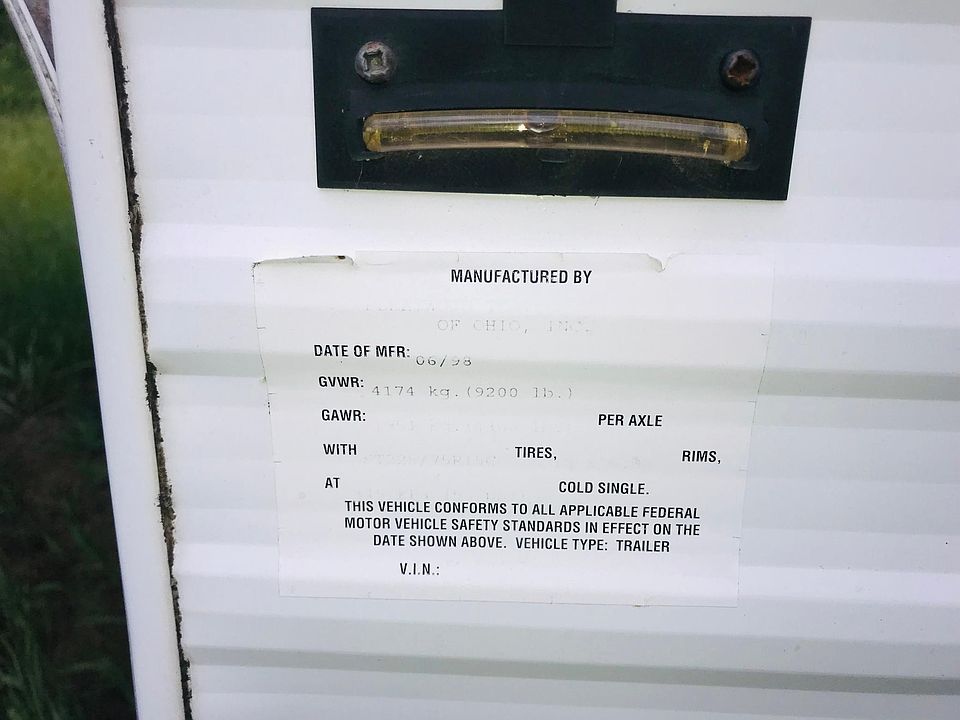 MANUFACTURED BY
OF OHIO, INC.
DATE OF MFR: 06/98
GVWR: 4174 kg. (9200 lb.)
GAWR: PER AXLE
WITH TIRES, RIMS,
AT COLD SINGLE.
THIS VEHICLE CONFORMS TO ALL APPLICABLE FEDERAL
MOTOR VEHICLE SAFETY STANDARDS IN EFFECT ON THE
DATE SHOWN ABOVE. VEHICLE TYPE: TRAILER
V.I.N.: